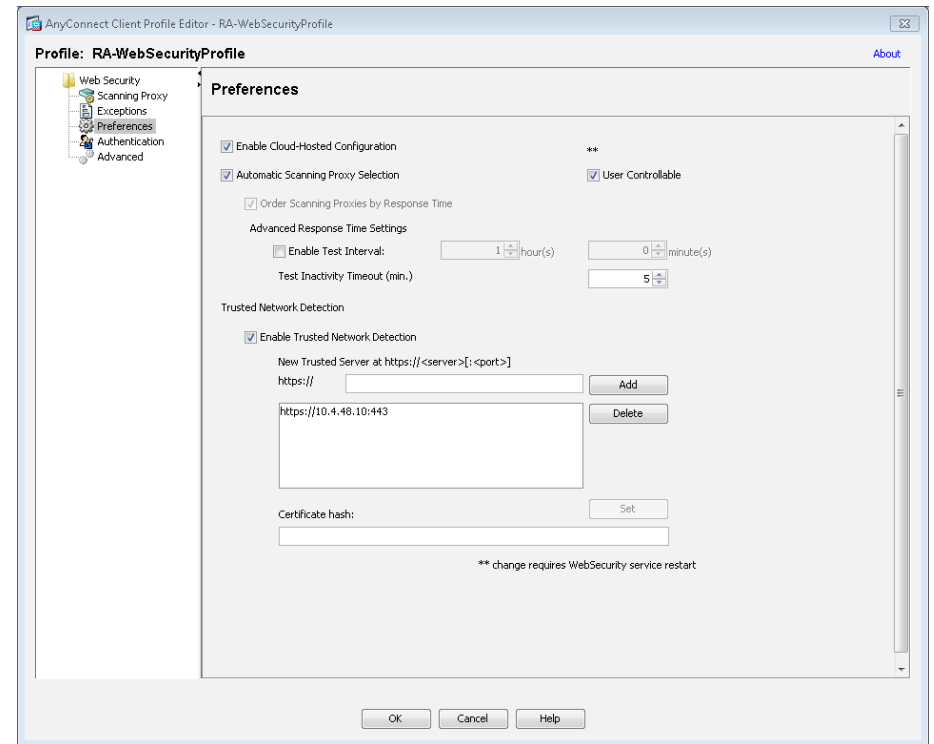 AnyConnect Client Profile Editor - RA-WebSecurityProfile
Profile: RA-WebSecurityProfile
About
Web Security
Scanning Proxy
Exceptions
Preferences
Authentication
Advanced
Preferences
Enable Cloud-Hosted Configuration **
Automatic Scanning Proxy Selection User Controllable
Order Scanning Proxies by Response Time
Advanced Response Time Settings
Enable Test Interval: 1 hour(s) 0 minute(s)
Test Inactivity Timeout (min.) 5
Trusted Network Detection
Enable Trusted Network Detection
New Trusted Server at https://<server>[:<port>]
https:// Add
https://10.4.48.10:443 Delete
Certificate hash: Set
** change requires WebSecurity service restart
OK Cancel Help